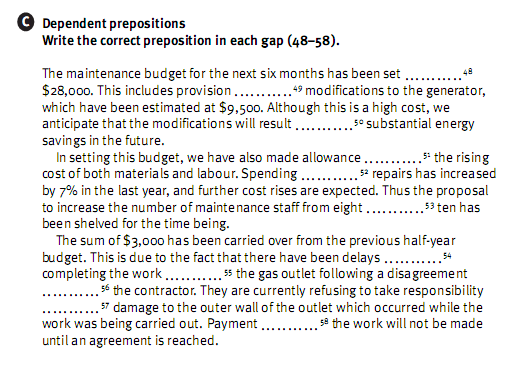 C Dependent prepositions
Write the correct preposition in each gap (48–58).
The maintenance budget for the next six months has been set ...........⁴⁸
$28,000. This includes provision ...........⁴⁹ modifications to the generator,
which have been estimated at $9,500. Although this is a high cost, we
anticipate that the modifications will result ...........⁵⁰ substantial energy
savings in the future.
In setting this budget, we have also made allowance ...........⁵¹ the rising
cost of both materials and labour. Spending ...........⁵² repairs has increased
by 7% in the last year, and further cost rises are expected. Thus the proposal
to increase the number of maintenance staff from eight ...........⁵³ ten has
been shelved for the time being.
The sum of $3,000 has been carried over from the previous half-year
budget. This is due to the fact that there have been delays ...........⁵⁴
completing the work ...........⁵⁵ the gas outlet following a disagreement
...........⁵⁶ the contractor. They are currently refusing to take responsibility
...........⁵⁷ damage to the outer wall of the outlet which occurred while the
work was being carried out. Payment ...........⁵⁸ the work will not be made
until an agreement is reached.